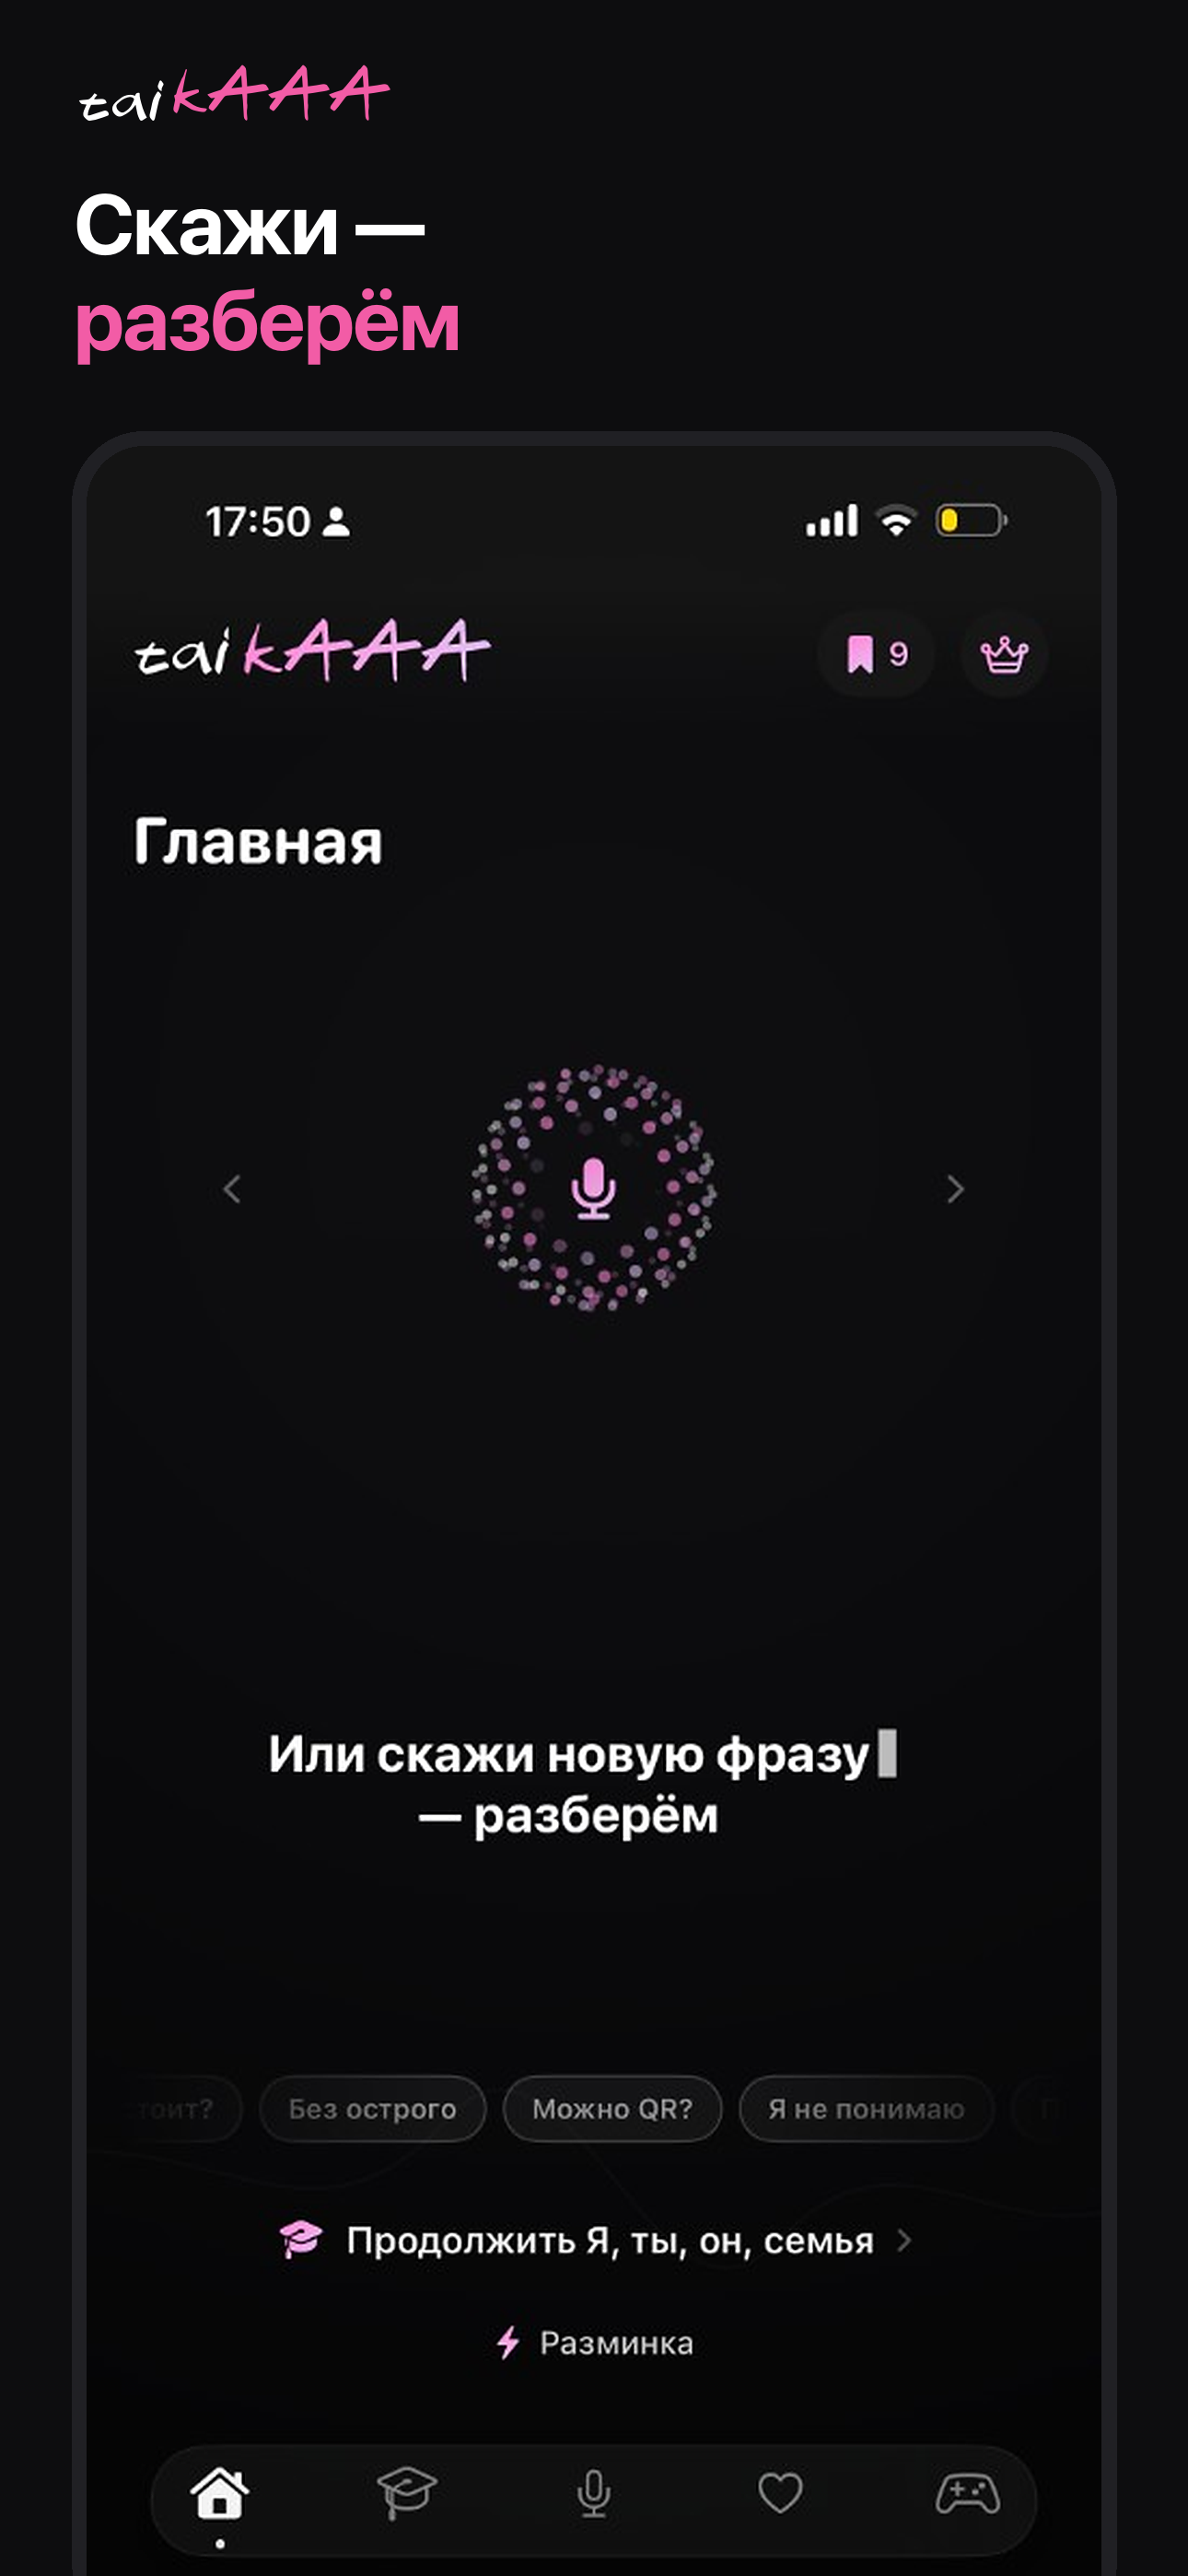 taikAAA
Скажи —
разберём
17:50
taikAAA
9
Главная
Или скажи новую фразу
— разберём
Без острого
Можно QR?
Я не понимаю
Продолжить Я, ты, он, семья
Разминка